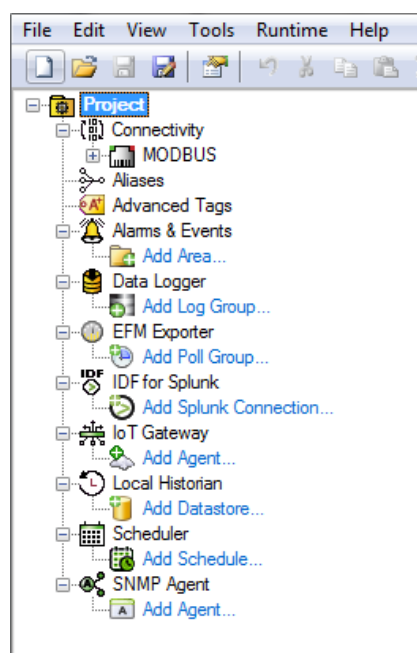 File Edit View Tools Runtime Help
Project
Connectivity
MODBUS
Aliases
Advanced Tags
Alarms & Events
Add Area...
Data Logger
Add Log Group...
EFM Exporter
Add Poll Group...
IDF for Splunk
Add Splunk Connection...
IoT Gateway
Add Agent...
Local Historian
Add Datastore...
Scheduler
Add Schedule...
SNMP Agent
Add Agent...